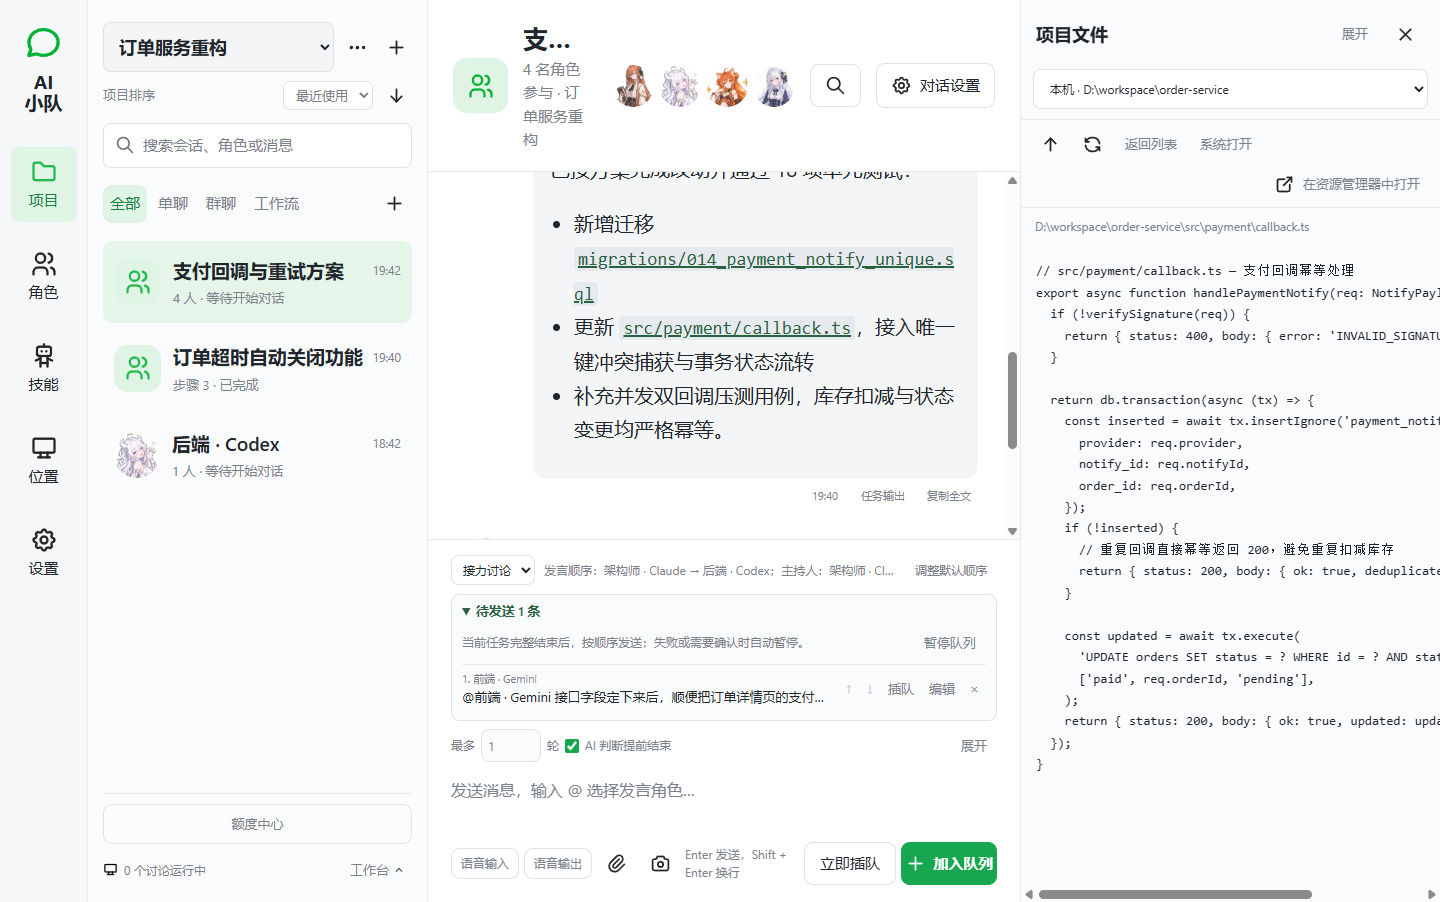 AI
小队
项目
角色
技能
位置
设置
订单服务重构
项目排序
最近使用
搜索会话、角色或消息
全部
单聊
群聊
工作流
支付回调与重试方案
19:42
4 人 · 等待开始对话
订单超时自动关闭功能
19:40
步骤 3 · 已完成
后端 · Codex
18:42
1 人 · 等待开始对话
额度中心
0 个讨论运行中
工作台
支...
4 名角色
参与 · 订
单服务重
构
对话设置
新增迁移
migrations/014_payment_notify_unique.s
ql
更新 src/payment/callback.ts，接入唯一
键冲突捕获与事务状态流转
补充并发双回调压测用例，库存扣减与状态
变更均严格幂等。
19:40
任务输出
复制全文
接力讨论
发言顺序：架构师 · Claude → 后端 · Codex；主持人：架构师 · Cl...
调整默认顺序
▼ 待发送 1 条
当前任务完整结束后，按顺序发送；失败或需要确认时自动暂停。
暂停队列
1. 前端 · Gemini
@前端 · Gemini 接口字段定下来后，顺便把订单详情页的支付...
↑ ↓ 插队 编辑 ×
最多 1 轮 AI 判断提前结束
展开
发送消息，输入 @ 选择发言角色...
语音输入
语音输出
Enter 发送，Shift +
Enter 换行
立即插队
加入队列
项目文件
展开
本机 · D:\workspace\order-service
返回列表
系统打开
在资源管理器中打开
D:\workspace\order-service\src\payment\callback.ts
// src/payment/callback.ts — 支付回调幂等处理
export async function handlePaymentNotify(req: NotifyPayl
if (!verifySignature(req)) {
return { status: 400, body: { error: 'INVALID_SIGNATU
}
return db.transaction(async (tx) => {
const inserted = await tx.insertIgnore('payment_notif
provider: req.provider,
notify_id: req.notifyId,
order_id: req.orderId,
});
if (!inserted) {
// 重复回调直接幂等返回 200，避免重复扣减库存
return { status: 200, body: { ok: true, deduplicate
}
const updated = await tx.execute(
'UPDATE orders SET status = ? WHERE id = ? AND stat
['paid', req.orderId, 'pending'],
);
return { status: 200, body: { ok: true, updated: upda
});
}